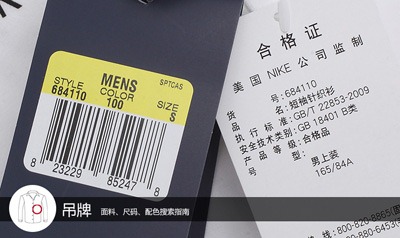 MENS
SPTCAS
STYLE
684110
COLOR
100
SIZE
S
8 23229 85247 8
合格证
美国 NIKE 公司监制
货 号: 684110
品 名: 短袖针织衫
执行标准: GB/T 22853-2009
安全技术类别: GB 18401 B类
产品等级: 合格品
男上装
165/84A
吊牌
面料、尺码、配色搜索指南